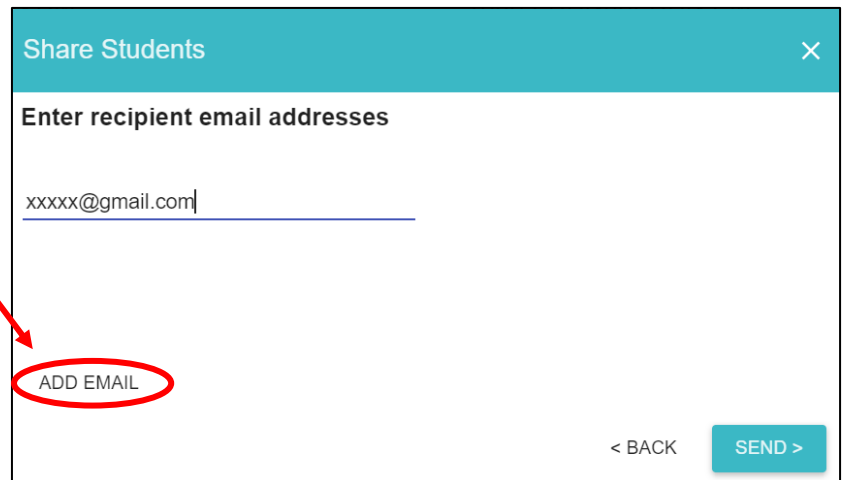 Share Students
Enter recipient email addresses
xxxxx@gmail.com
ADD EMAIL
< BACK SEND >